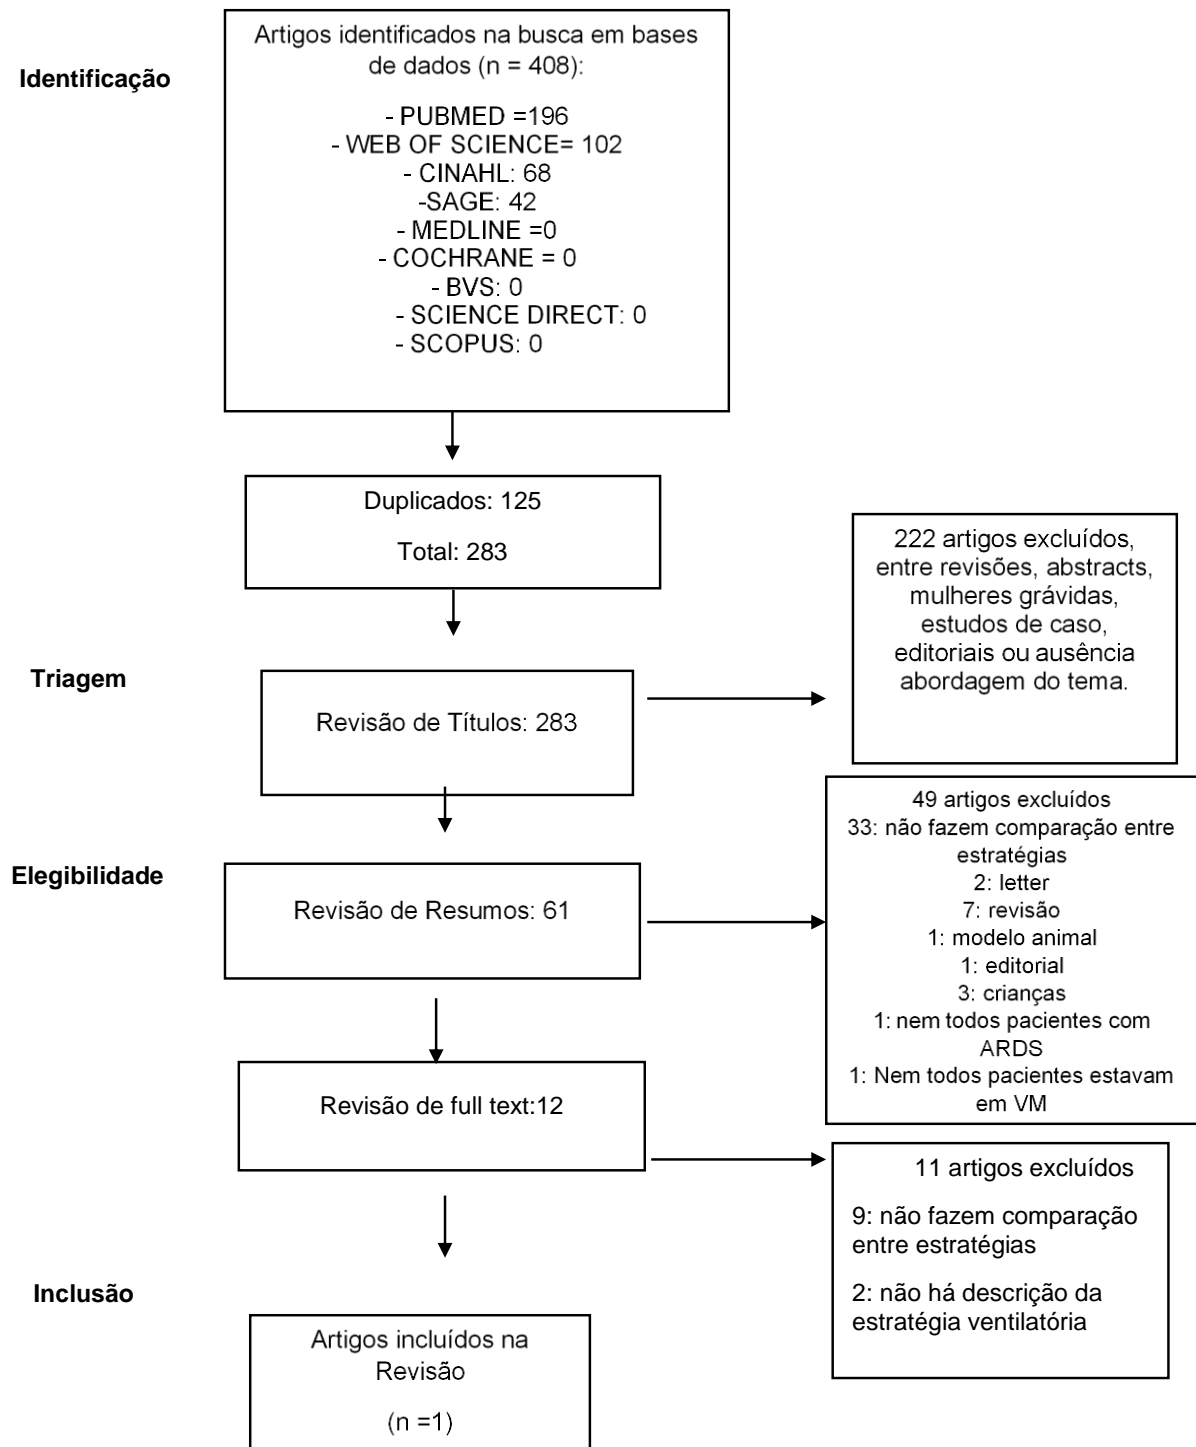 Identificação
Artigos identificados na busca em bases
de dados (n = 408):
- PUBMED =196
- WEB OF SCIENCE= 102
- CINAHL: 68
-SAGE: 42
- MEDLINE =0
- COCHRANE = 0
- BVS: 0
- SCIENCE DIRECT: 0
- SCOPUS: 0
Duplicados: 125
Total: 283
Triagem
Revisão de Títulos: 283
222 artigos excluídos,
entre revisões, abstracts,
mulheres grávidas,
estudos de caso,
editoriais ou ausência
abordagem do tema.
Elegibilidade
Revisão de Resumos: 61
49 artigos excluídos
33: não fazem comparação entre
estratégias
2: letter
7: revisão
1: modelo animal
1: editorial
3: crianças
1: nem todos pacientes com
ARDS
1: Nem todos pacientes estavam
em VM
Revisão de full text:12
11 artigos excluídos
9: não fazem comparação
entre estratégias
2: não há descrição da
estratégia ventilatória
Inclusão
Artigos incluídos na
Revisão
(n =1)